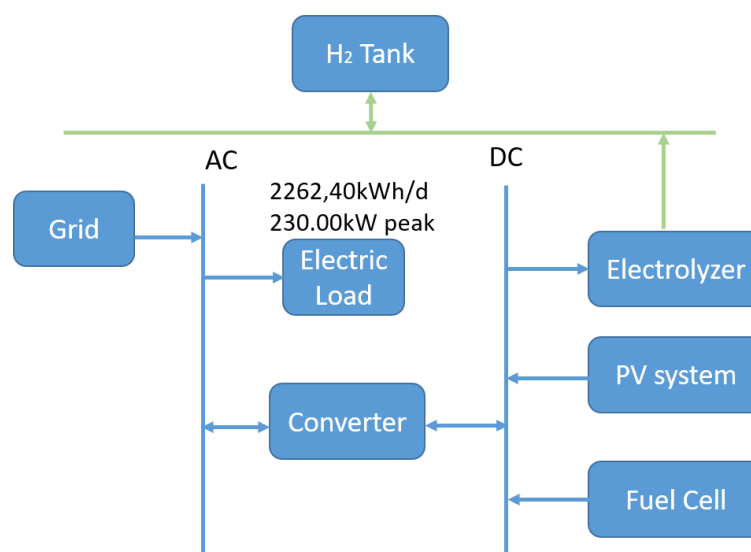 H₂ Tank
AC
DC
2262,40kWh/d
230.00kW peak
Grid
Electric
Load
Electrolyzer
PV system
Converter
Fuel Cell